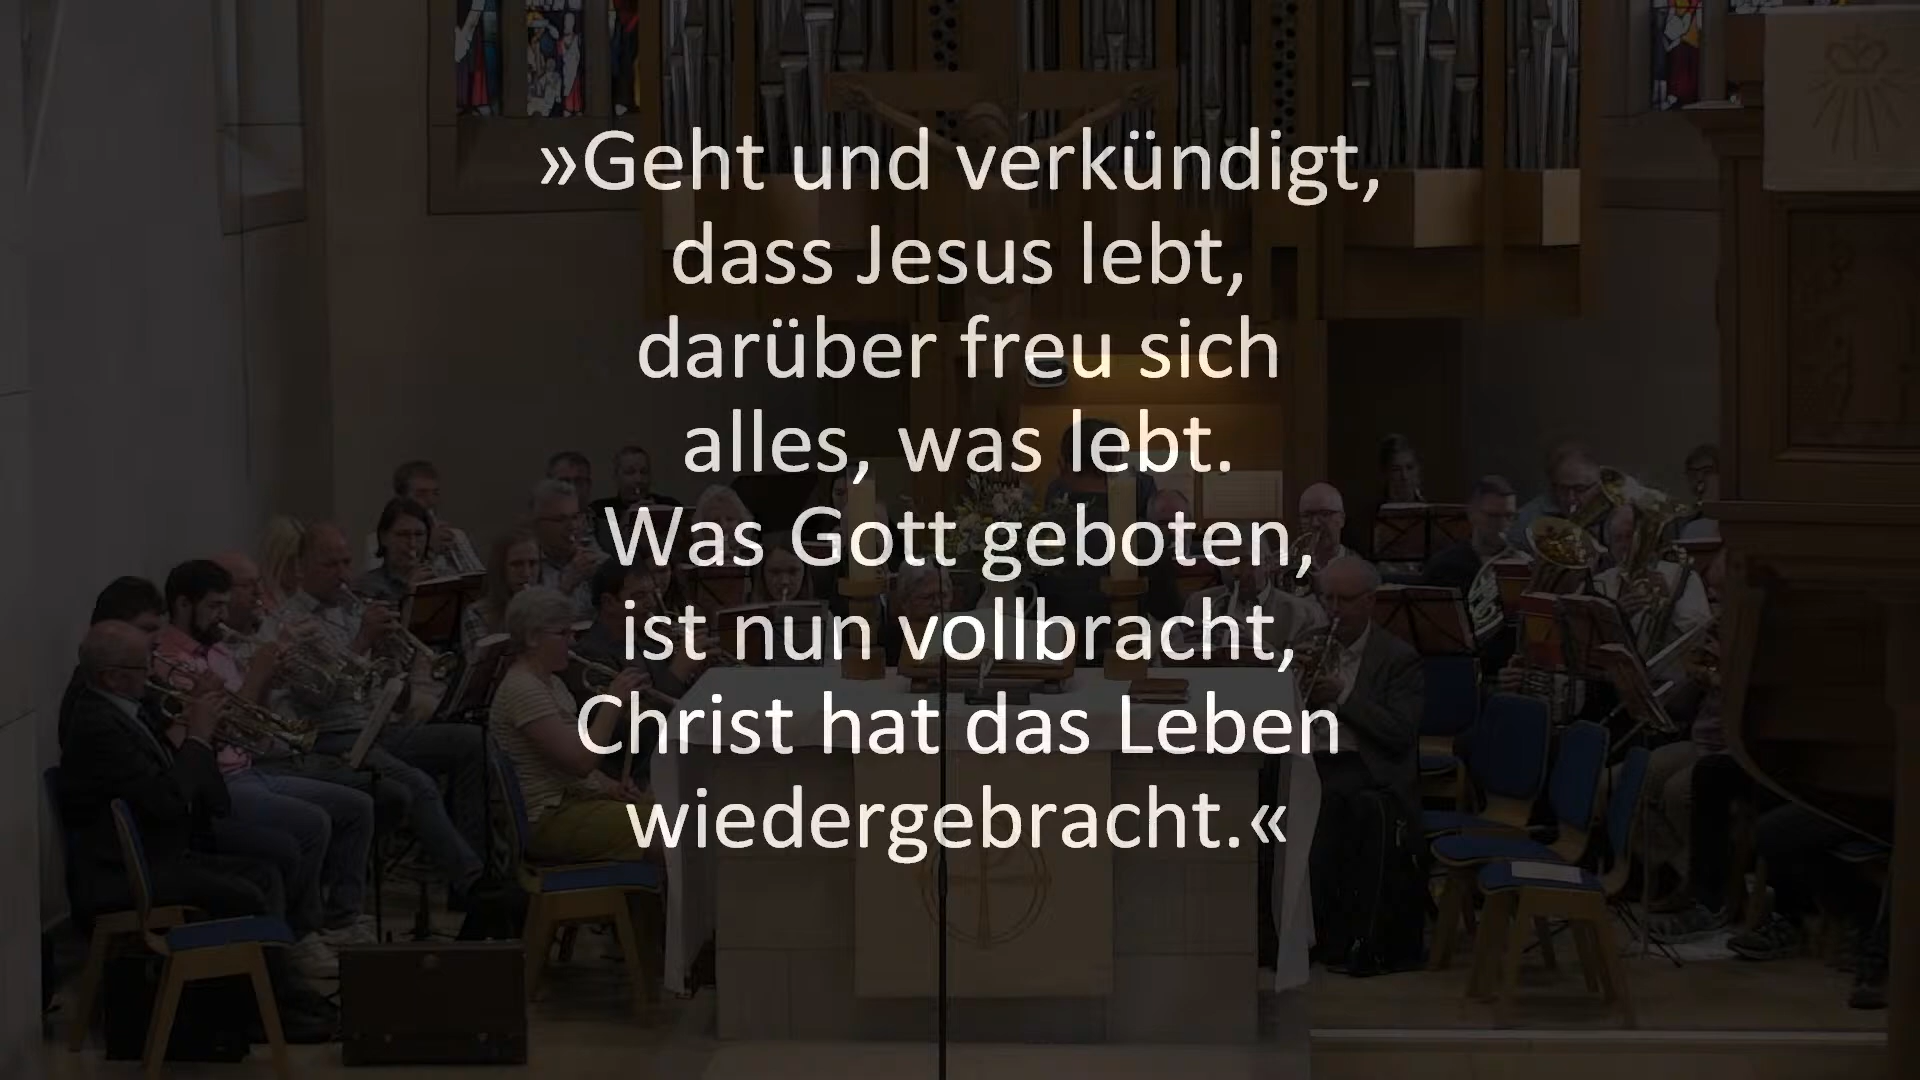 »Geht und verkündigt,
dass Jesus lebt,
darüber freu sich
alles, was lebt.
Was Gott geboten,
ist nun vollbracht,
Christ hat das Leben
wiedergebracht.«